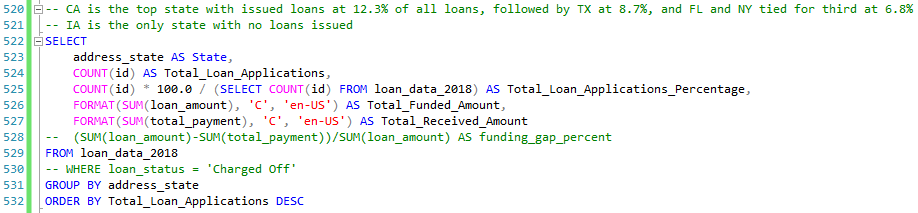 520 -- CA is the top state with issued loans at 12.3% of all loans, followed by TX at 8.7%, and FL and NY tied for third at 6.8%
521 -- IA is the only state with no loans issued
522 SELECT
523 address_state AS State,
524 COUNT(id) AS Total_Loan_Applications,
525 COUNT(id) * 100.0 / (SELECT COUNT(id) FROM loan_data_2018) AS Total_Loan_Applications_Percentage,
526 FORMAT(SUM(loan_amount), 'C', 'en-US') AS Total_Funded_Amount,
527 FORMAT(SUM(total_payment), 'C', 'en-US') AS Total_Received_Amount
528 -- (SUM(loan_amount)-SUM(total_payment))/SUM(loan_amount) AS funding_gap_percent
529 FROM loan_data_2018
530 -- WHERE loan_status = 'Charged Off'
531 GROUP BY address_state
532 ORDER BY Total_Loan_Applications DESC